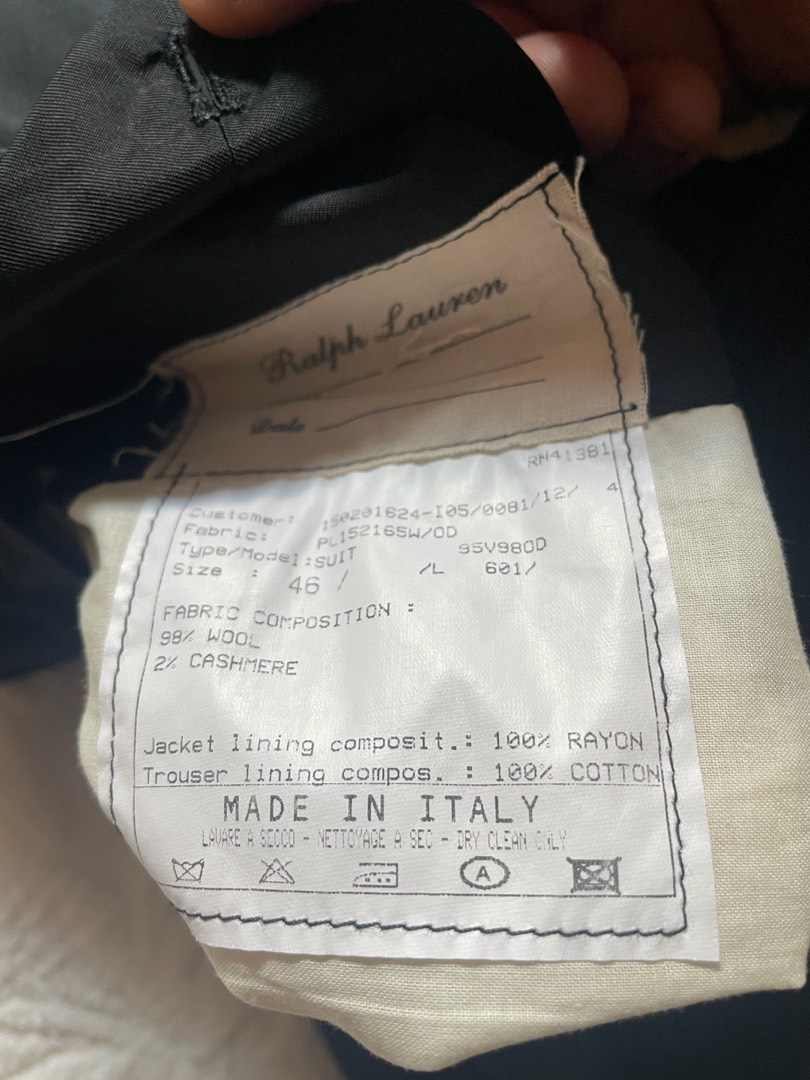 Ralph Lauren
Date
RN41381
Customer: 150201624-I05/0081/12/ 4
Fabric: PL15216SW/OD
Type/Model:SUIT 95V980D
Size : 46 / /L 601/
FABRIC COMPOSITION :
98% WOOL
2% CASHMERE
Jacket lining composit.: 100% RAYON
Trouser lining compos. : 100% COTTON
MADE IN ITALY
LAVARE A SECCO - NETTOYAGE A SEC - DRY CLEAN ONLY
A